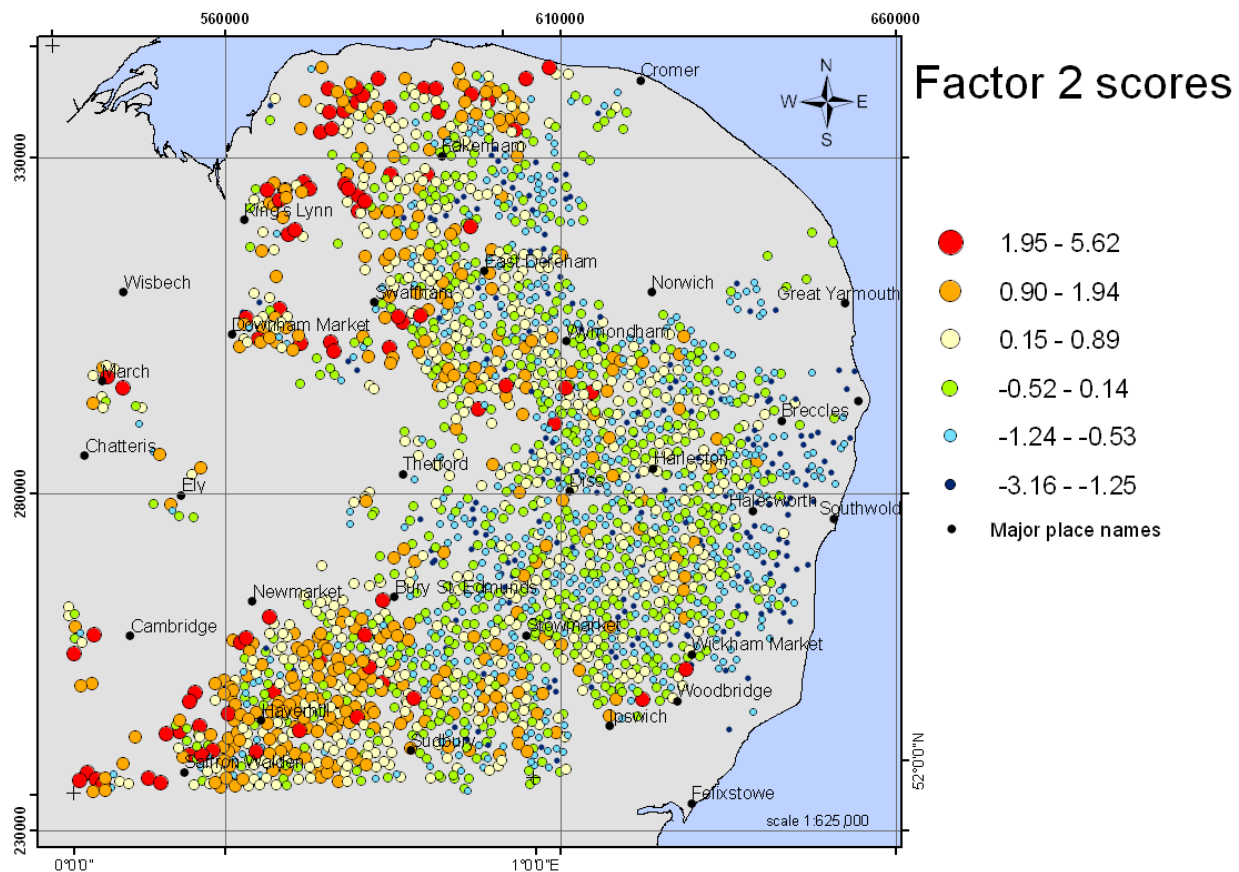 560000
610000
660000
Cromer
N
W
E
S
Factor 2 scores
330000
Fakenham
King's Lynn
1.95 - 5.62
East Dereham
Wisbech
Norwich
Swaffham
Great Yarmouth
0.90 - 1.94
Downham Market
Wymondham
0.15 - 0.89
March
-0.52 - 0.14
Breccles
Chatteris
-1.24 - -0.53
Thetford
Harleston
Ely
Diss
-3.16 - -1.25
280000
Halesworth
Southwold
Major place names
Newmarket
Bury St. Edmunds
Cambridge
Stowmarket
Wickham Market
Woodbridge
Haverhill
Ipswich
Sudbury
Saffron Walden
52°0'0"N
Felixstowe
scale 1:625,000
230000
0°0'0"
1°0'0"E